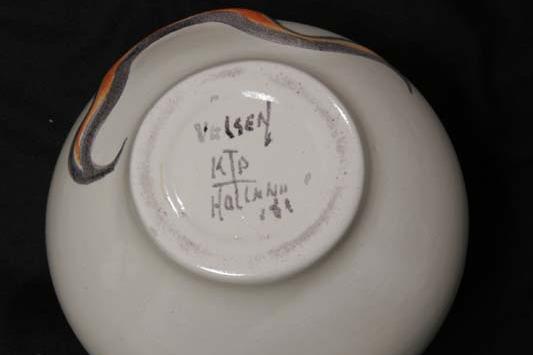 VELSEN
KTP
HOLLAND
181